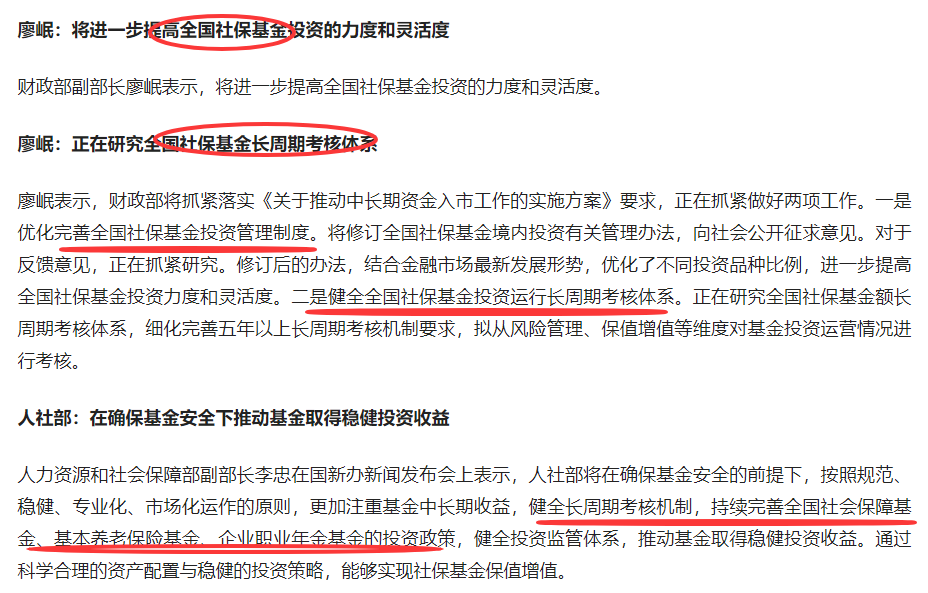 廖岷：将进一步提高全国社保基金投资的力度和灵活度
财政部副部长廖岷表示，将进一步提高全国社保基金投资的力度和灵活度。
廖岷：正在研究全国社保基金长周期考核体系
廖岷表示，财政部将抓紧落实《关于推动中长期资金入市工作的实施方案》要求，正在抓紧做好两项工作。一是
优化完善全国社保基金投资管理制度。将修订全国社保基金境内投资有关管理办法，向社会公开征求意见。对于
反馈意见，正在抓紧研究。修订后的办法，结合金融市场最新发展形势，优化了不同投资品种比例，进一步提高
全国社保基金投资力度和灵活度。二是健全全国社保基金投资运行长周期考核体系。正在研究全国社保基金额长
周期考核体系，细化完善五年以上长周期考核机制要求，拟从风险管理、保值增值等维度对基金投资运营情况进
行考核。
人社部：在确保基金安全下推动基金取得稳健投资收益
人力资源和社会保障部副部长李忠在国新办新闻发布会上表示，人社部将在确保基金安全的前提下，按照规范、
稳健、专业化、市场化运作的原则，更加注重基金中长期收益，健全长周期考核机制，持续完善全国社会保障基
金、基本养老保险基金、企业职业年金基金的投资政策，健全投资监管体系，推动基金取得稳健投资收益。通过
科学合理的资产配置与稳健的投资策略，能够实现社保基金保值增值。